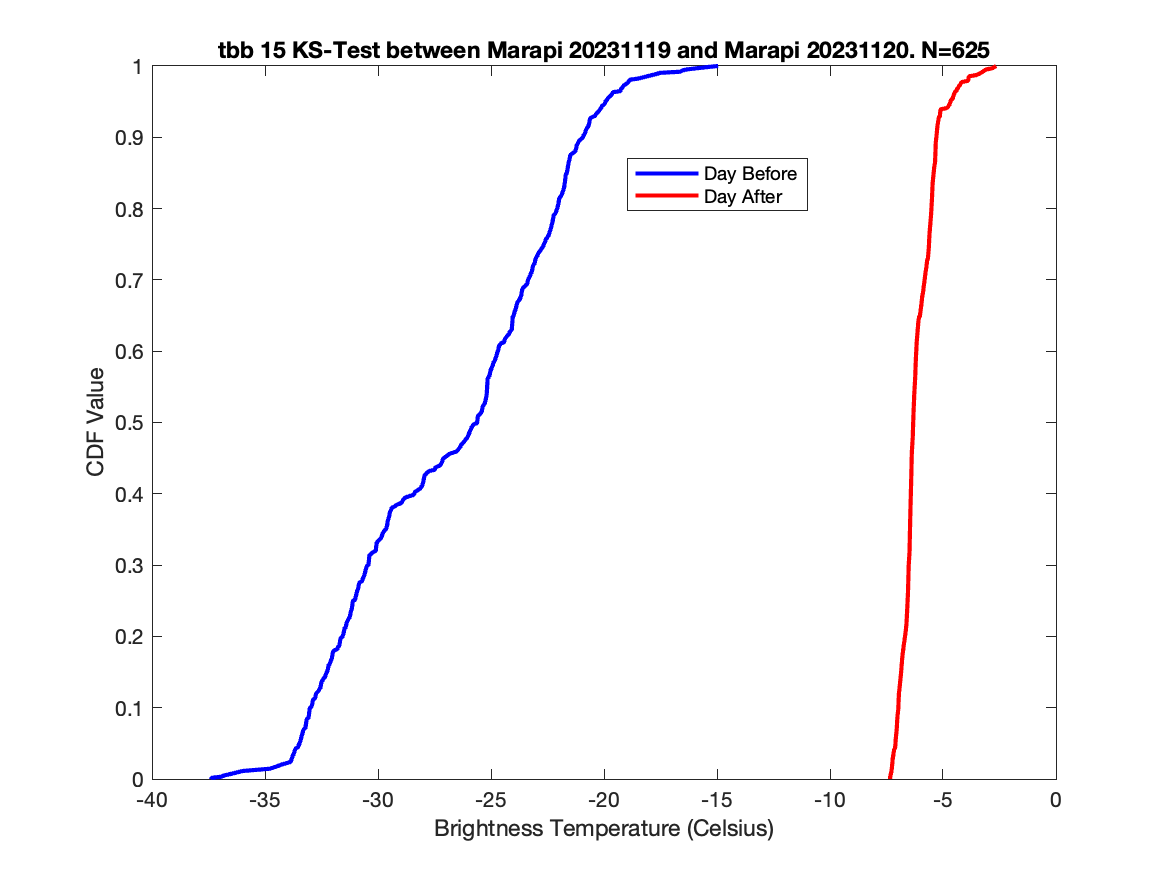 tbb 15 KS-Test between Marapi 20231119 and Marapi 20231120. N=625
1
0.9
0.8
0.7
0.6
0.5
0.4
0.3
0.2
0.1
0
CDF Value
Day Before
Day After
-40 -35 -30 -25 -20 -15 -10 -5 0
Brightness Temperature (Celsius)